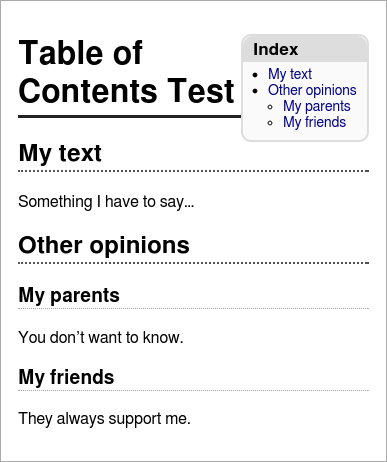 Table of
Contents Test
Index
My text
Other opinions
My parents
My friends
My text
Something I have to say...
Other opinions
My parents
You don’t want to know.
My friends
They always support me.